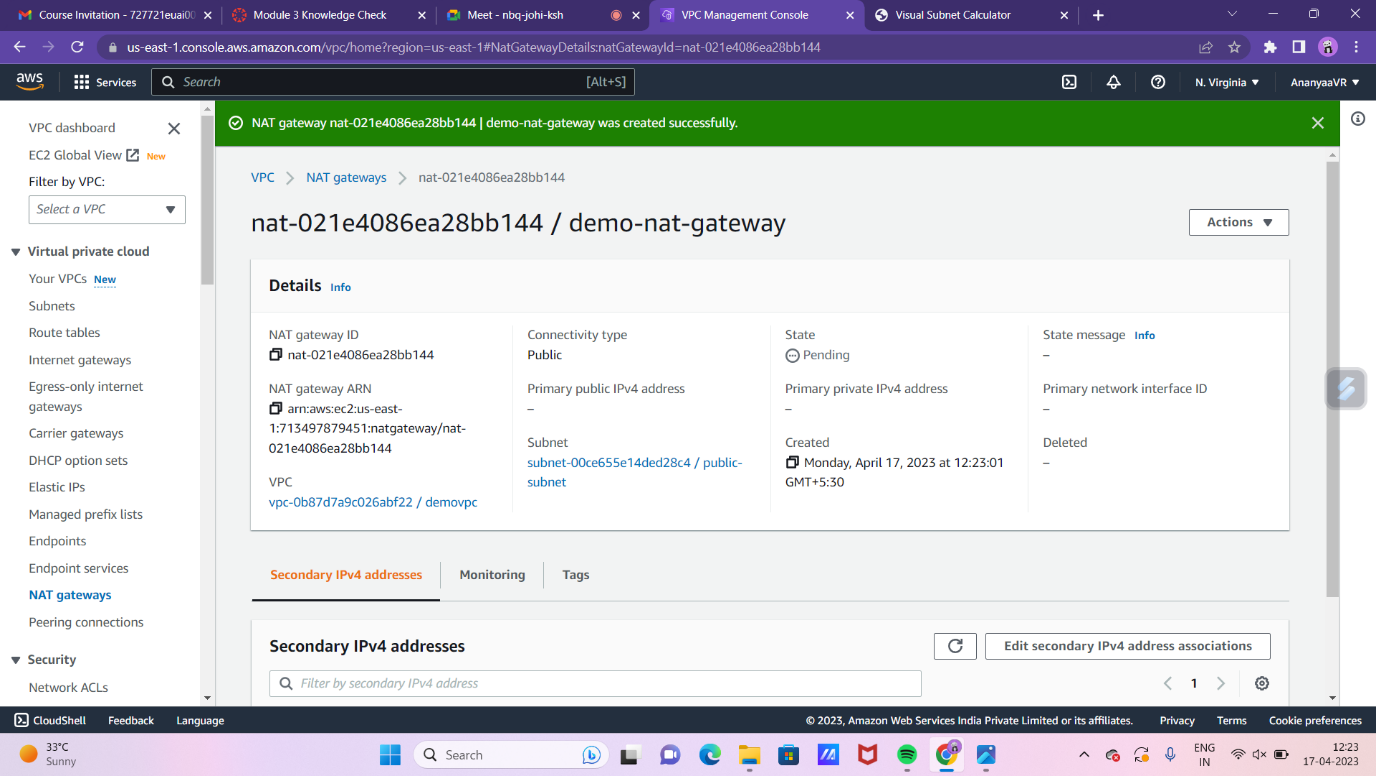 Course Invitation - 727721euai00
Module 3 Knowledge Check
Meet - nbq-johi-ksh
VPC Management Console
Visual Subnet Calculator
us-east-1.console.aws.amazon.com/vpc/home?region=us-east-1#NatGatewayDetails:natGatewayId=nat-021e4086ea28bb144
aws
Services
Search
[Alt+S]
N. Virginia
AnanyaaVR
VPC dashboard
EC2 Global View
New
Filter by VPC:
Select a VPC
Virtual private cloud
Your VPCs New
Subnets
Route tables
Internet gateways
Egress-only internet
gateways
Carrier gateways
DHCP option sets
Elastic IPs
Managed prefix lists
Endpoints
Endpoint services
NAT gateways
Peering connections
Security
Network ACLs
NAT gateway nat-021e4086ea28bb144 | demo-nat-gateway was created successfully.
VPC
NAT gateways
nat-021e4086ea28bb144
nat-021e4086ea28bb144 / demo-nat-gateway
Actions
Details Info
NAT gateway ID
nat-021e4086ea28bb144
NAT gateway ARN
arn:aws:ec2:us-east-
1:713497879451:natgateway/nat-
021e4086ea28bb144
VPC
vpc-0b87d7a9c026abf22 / demovpc
Connectivity type
Public
Primary public IPv4 address
–
Subnet
subnet-00ce655e14ded28c4 / public-
subnet
State
Pending
Primary private IPv4 address
–
Created
Monday, April 17, 2023 at 12:23:01
GMT+5:30
State message Info
–
Primary network interface ID
–
Deleted
–
Secondary IPv4 addresses
Monitoring
Tags
Secondary IPv4 addresses
Edit secondary IPv4 address associations
Filter by secondary IPv4 address
1
CloudShell
Feedback
Language
© 2023, Amazon Web Services India Private Limited or its affiliates.
Privacy
Terms
Cookie preferences
33°C
Sunny
Search
ENG
IN
12:23
17-04-2023